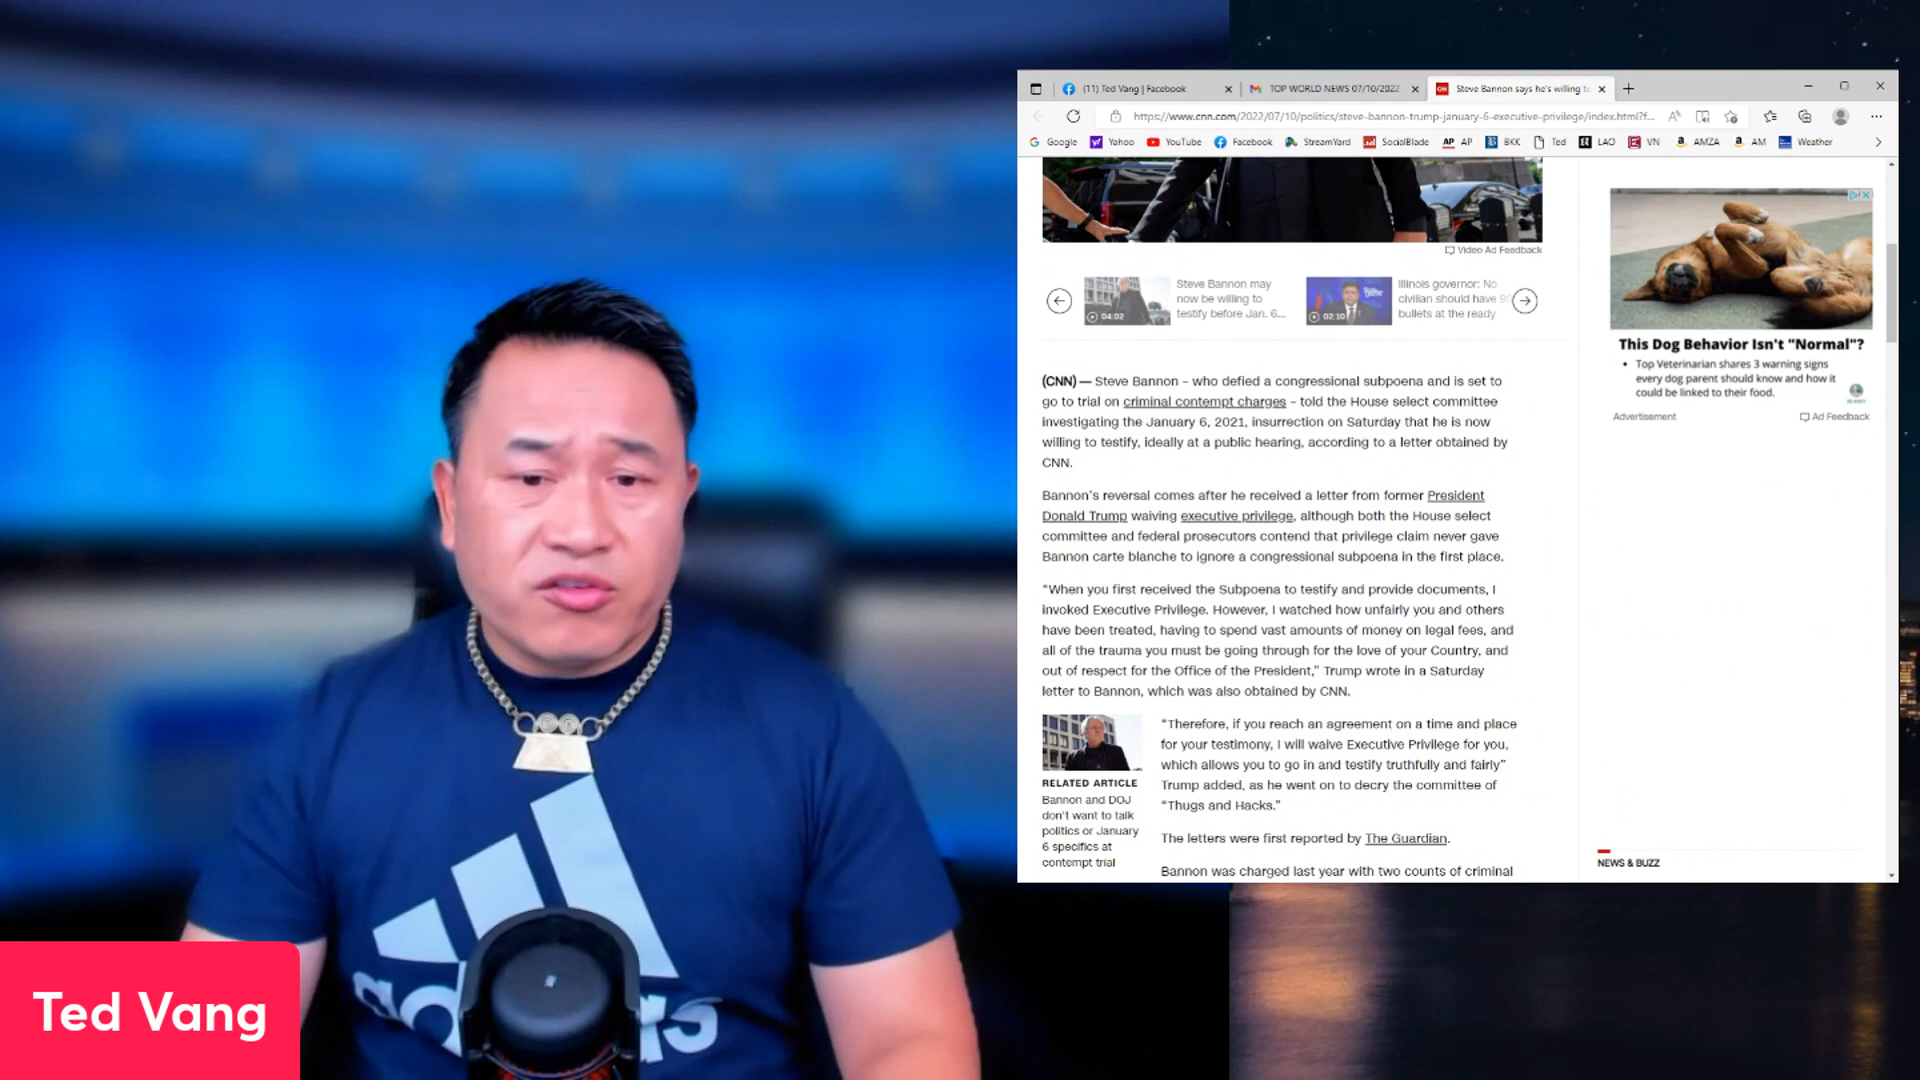 (11) Ted Vang | Facebook
TOP WORLD NEWS 07/10/2022
Steve Bannon says he's willing to
https://www.cnn.com/2022/07/10/politics/steve-bannon-trump-january-6-executive-privilege/index.html?f...
Google
Yahoo
YouTube
Facebook
StreamYard
SocialBlade
AP AP
BKK
Ted
LAO
VN
AMZA
AM
Weather
Video Ad Feedback
04:02
Steve Bannon may
now be willing to
testify before Jan. 6...
02:10
Illinois governor: No
civilian should have 90
bullets at the ready
(CNN) — Steve Bannon – who defied a congressional subpoena and is set to
go to trial on criminal contempt charges – told the House select committee
investigating the January 6, 2021, insurrection on Saturday that he is now
willing to testify, ideally at a public hearing, according to a letter obtained by
CNN.
Bannon's reversal comes after he received a letter from former President
Donald Trump waiving executive privilege, although both the House select
committee and federal prosecutors contend that privilege claim never gave
Bannon carte blanche to ignore a congressional subpoena in the first place.
"When you first received the Subpoena to testify and provide documents, I
invoked Executive Privilege. However, I watched how unfairly you and others
have been treated, having to spend vast amounts of money on legal fees, and
all of the trauma you must be going through for the love of your Country, and
out of respect for the Office of the President," Trump wrote in a Saturday
letter to Bannon, which was also obtained by CNN.
RELATED ARTICLE
Bannon and DOJ
don't want to talk
politics or January
6 specifics at
contempt trial
"Therefore, if you reach an agreement on a time and place
for your testimony, I will waive Executive Privilege for you,
which allows you to go in and testify truthfully and fairly"
Trump added, as he went on to decry the committee of
"Thugs and Hacks."
The letters were first reported by The Guardian.
Bannon was charged last year with two counts of criminal
This Dog Behavior Isn't "Normal"?
• Top Veterinarian shares 3 warning signs
every dog parent should know and how it
could be linked to their food.
Advertisement
Ad Feedback
NEWS & BUZZ
adidas
Ted Vang